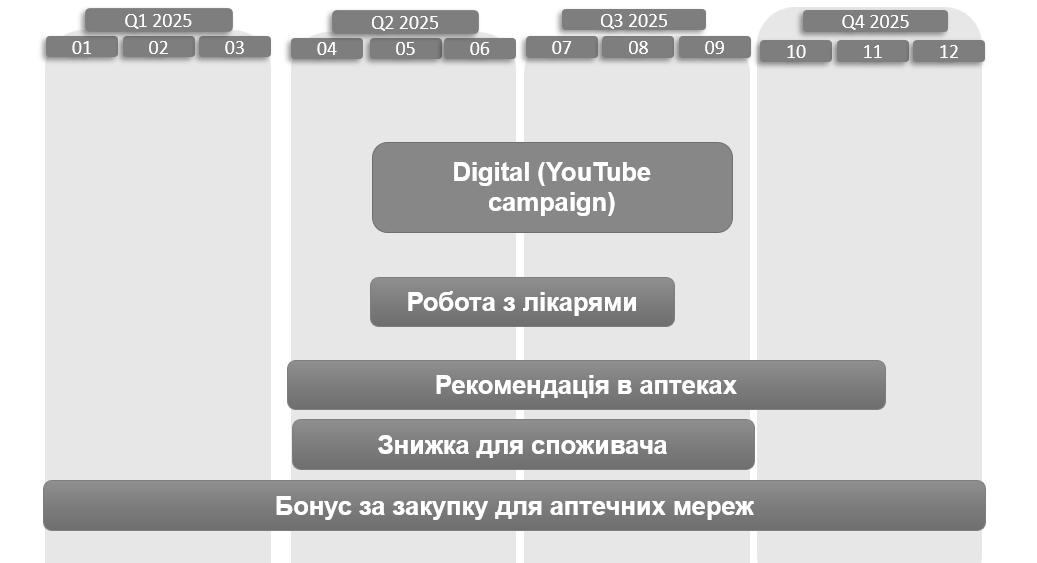 Q1 2025 Q2 2025 Q3 2025 Q4 2025
01 02 03 04 05 06 07 08 09 10 11 12
Digital (YouTube
campaign)
Робота з лікарями
Рекомендація в аптеках
Знижка для споживача
Бонус за закупку для аптечних мереж